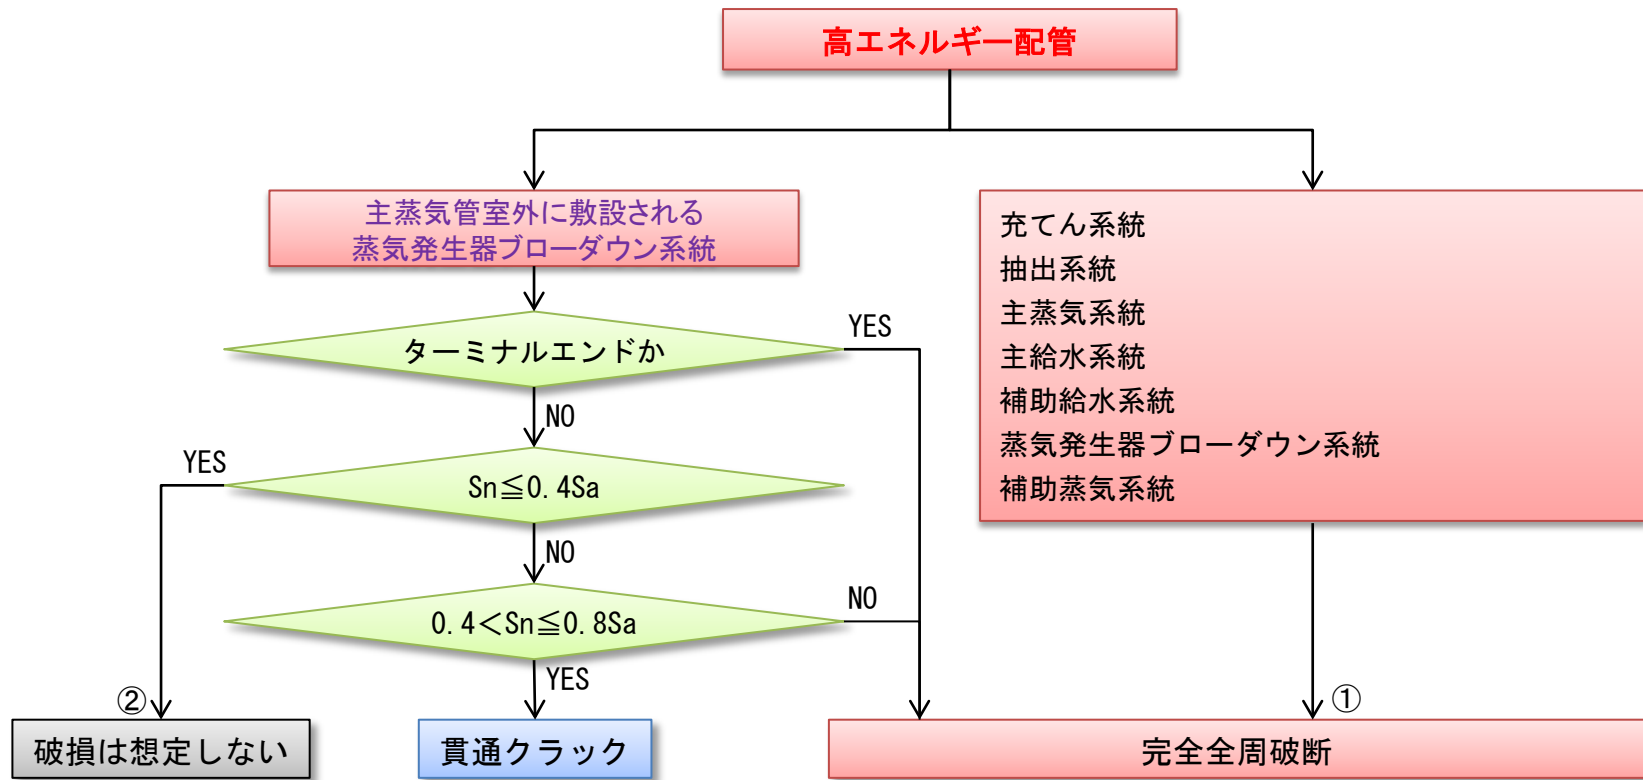 高エネルギー配管
主蒸気管室外に敷設される
蒸気発生器ブローダウン系統
充てん系統
抽出系統
主蒸気系統
主給水系統
補助給水系統
蒸気発生器ブローダウン系統
補助蒸気系統
ターミナルエンドか
YES
NO
Sn≦0.4Sa
YES
NO
0.4＜Sn≦0.8Sa
NO
YES
②
①
破損は想定しない
貫通クラック
完全全周破断